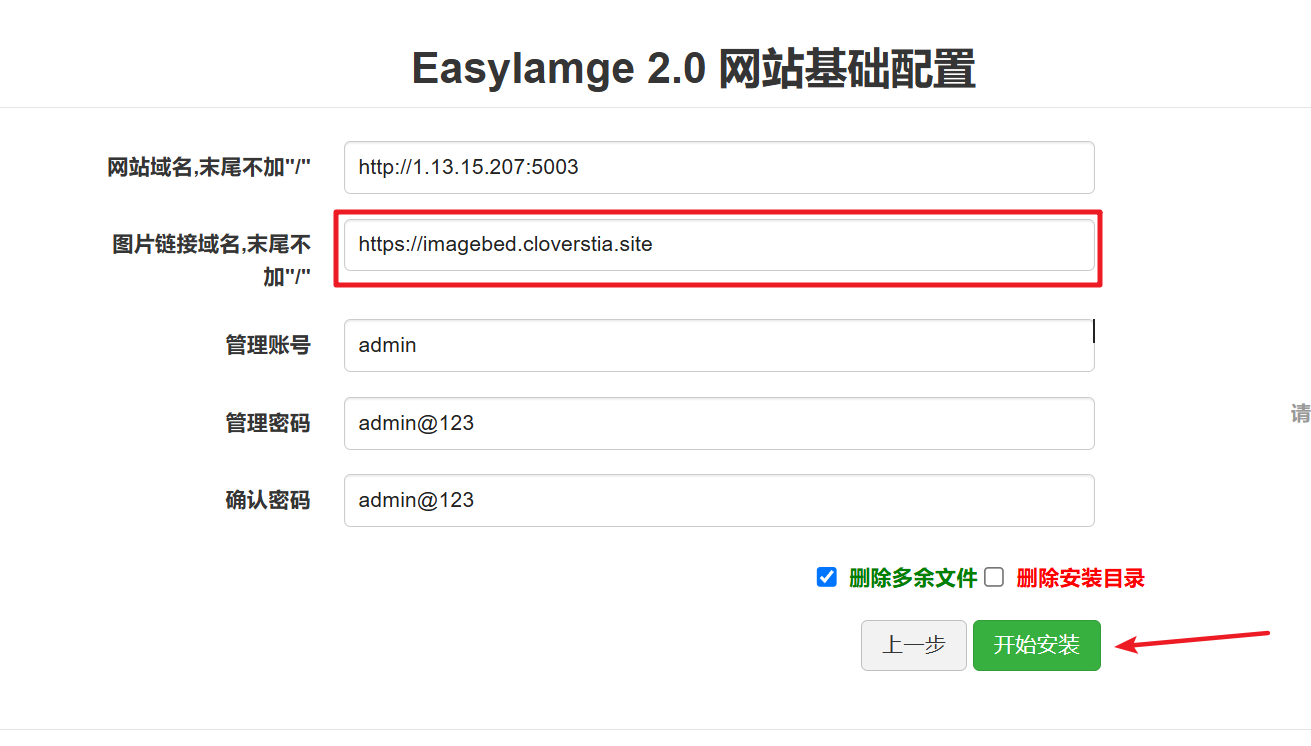 EasyIamge 2.0 网站基础配置
网站域名,末尾不加"/"
http://1.13.15.207:5003
图片链接域名,末尾不
加"/"
https://imagebed.cloverstia.site
管理账号
admin
管理密码
admin@123
请
确认密码
admin@123
删除多余文件 删除安装目录
上一步 开始安装